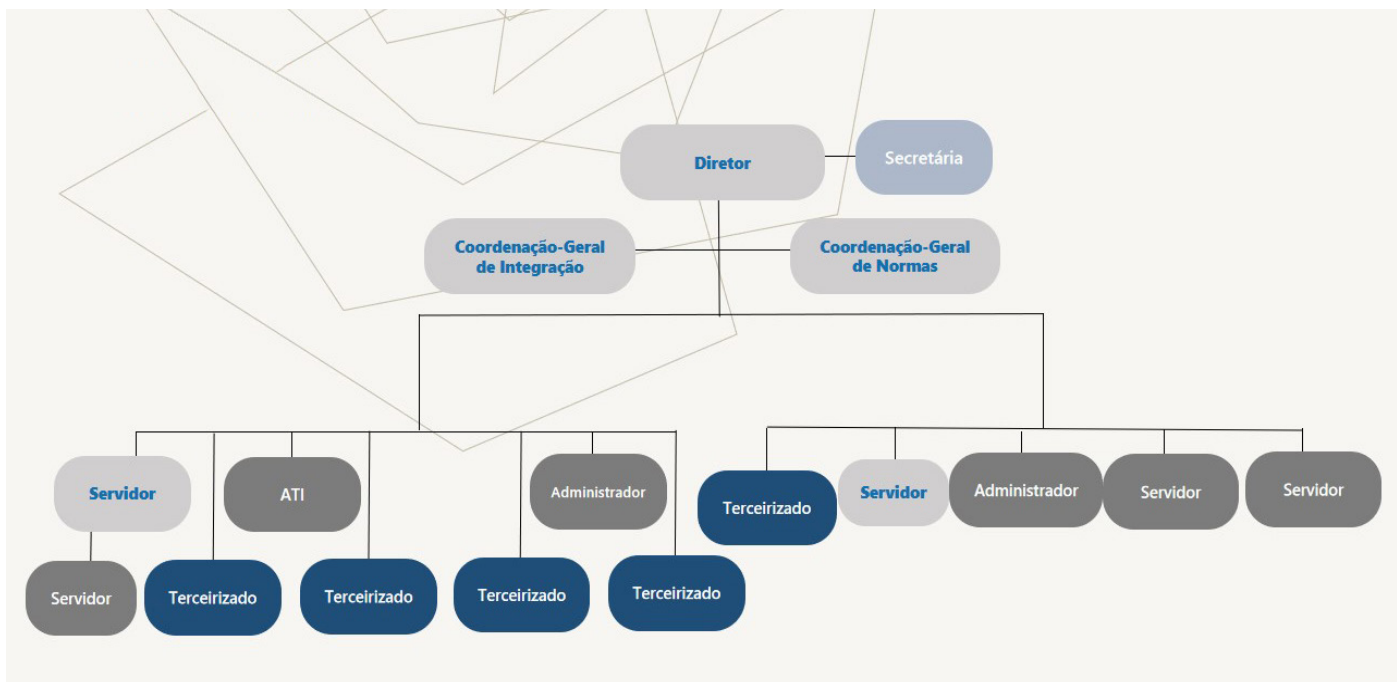 Diretor
Secretária
Coordenação-Geral
de Integração
Coordenação-Geral
de Normas
Servidor
ATI
Administrador
Terceirizado
Servidor
Administrador
Servidor
Servidor
Servidor
Terceirizado
Terceirizado
Terceirizado
Terceirizado